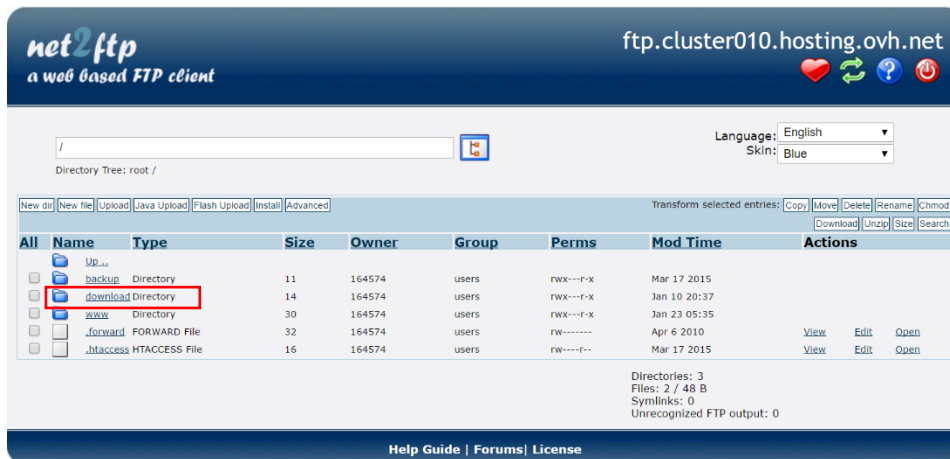 net2ftp
a web based FTP client
ftp.cluster010.hosting.ovh.net
/
Directory Tree: root /
Language: English
Skin: Blue
New dir New file Upload Java Upload Flash Upload Install Advanced
Transform selected entries: Copy Move Delete Rename Chmod
Download Unzip Size Search
All Name Type Size Owner Group Perms Mod Time Actions
Up ..
backup Directory 11 164574 users rwx---r-x Mar 17 2015
download Directory 14 164574 users rwx---r-x Jan 10 20:37
www Directory 30 164574 users rwx---r-x Jan 23 05:35
.forward FORWARD File 32 164574 users rw------- Apr 6 2010 View Edit Open
.htaccess HTACCESS File 16 164574 users rw----r-- Mar 17 2015 View Edit Open
Directories: 3
Files: 2 / 48 B
Symlinks: 0
Unrecognized FTP output: 0
Help Guide | Forums| License